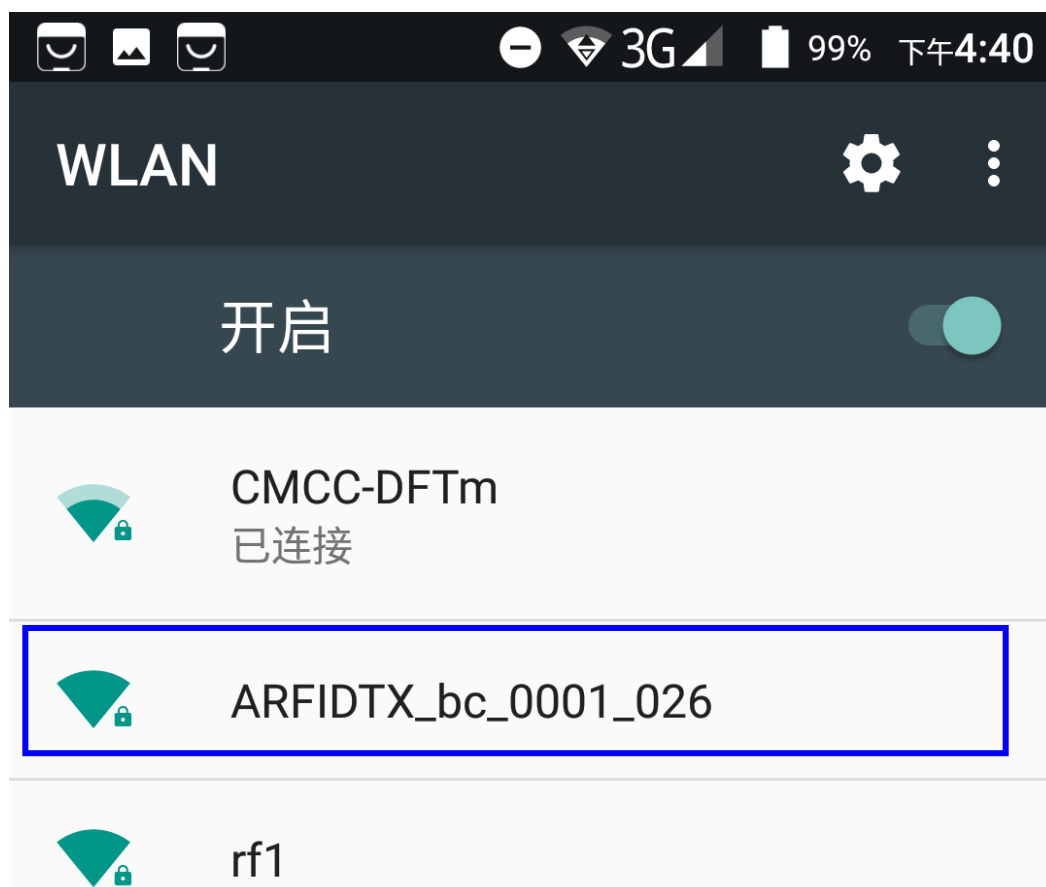 3G 99% 下午4:40
WLAN
开启
CMCC-DFTm
已连接
ARFIDTX_bc_0001_026
rf1